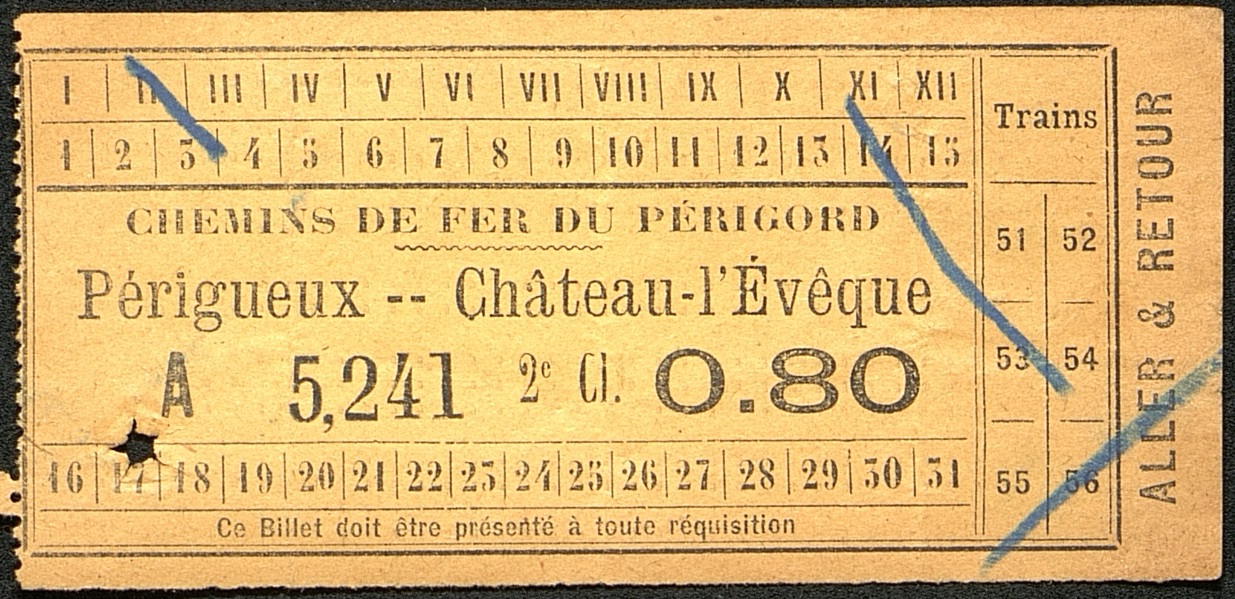 I II III IV V VI VII VIII IX X XI XII
1 2 3 4 5 6 7 8 9 10 11 12 13 14 15
CHEMINS DE FER DU PÉRIGORD
Périgueux -- Château-l'Évêque
A 5,241 2e Cl. 0.80
16 17 18 19 20 21 22 23 24 25 26 27 28 29 30 31
Ce Billet doit être présenté à toute réquisition
Trains
51 52
53 54
55 56
ALLER & RETOUR